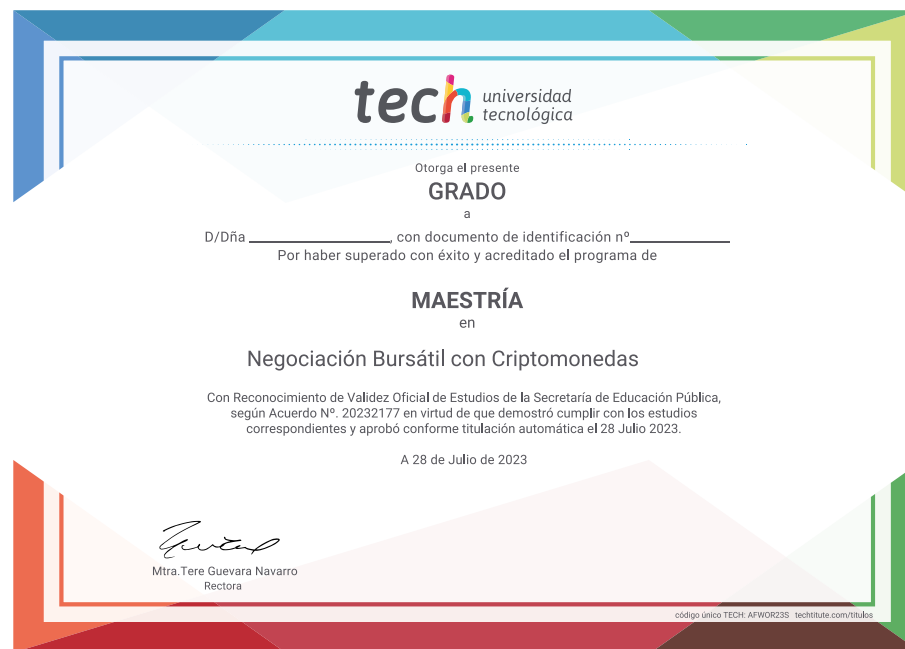 tech universidad
tecnológica
Otorga el presente
GRADO
a
D/Dña ________________, con documento de identificación nº____________
Por haber superado con éxito y acreditado el programa de
MAESTRÍA
en
Negociación Bursátil con Criptomonedas
Con Reconocimiento de Validez Oficial de Estudios de la Secretaría de Educación Pública,
según Acuerdo Nº. 20232177 en virtud de que demostró cumplir con los estudios
correspondientes y aprobó conforme titulación automática el 28 Julio 2023.
A 28 de Julio de 2023
Mtra.Tere Guevara Navarro
Rectora
código único TECH: AFWOR23S techtitute.com/titulos